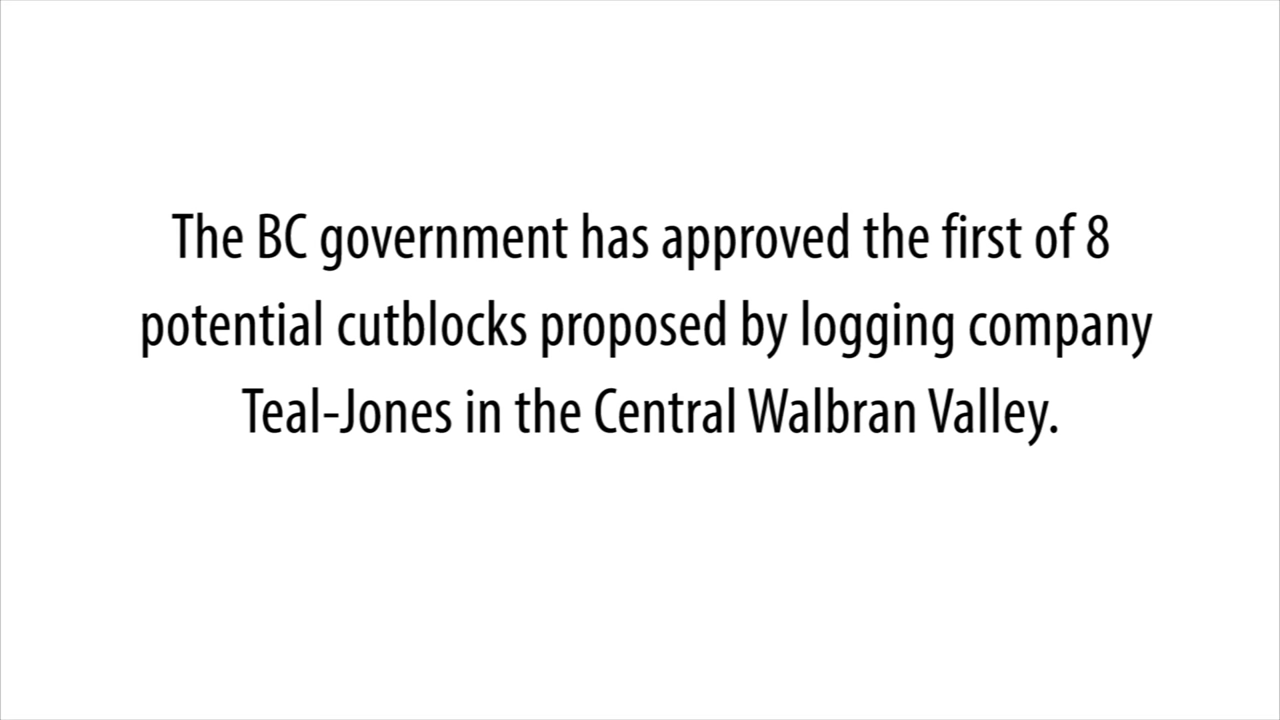 The BC government has approved the first of 8
potential cutblocks proposed by logging company
Teal-Jones in the Central Walbran Valley.